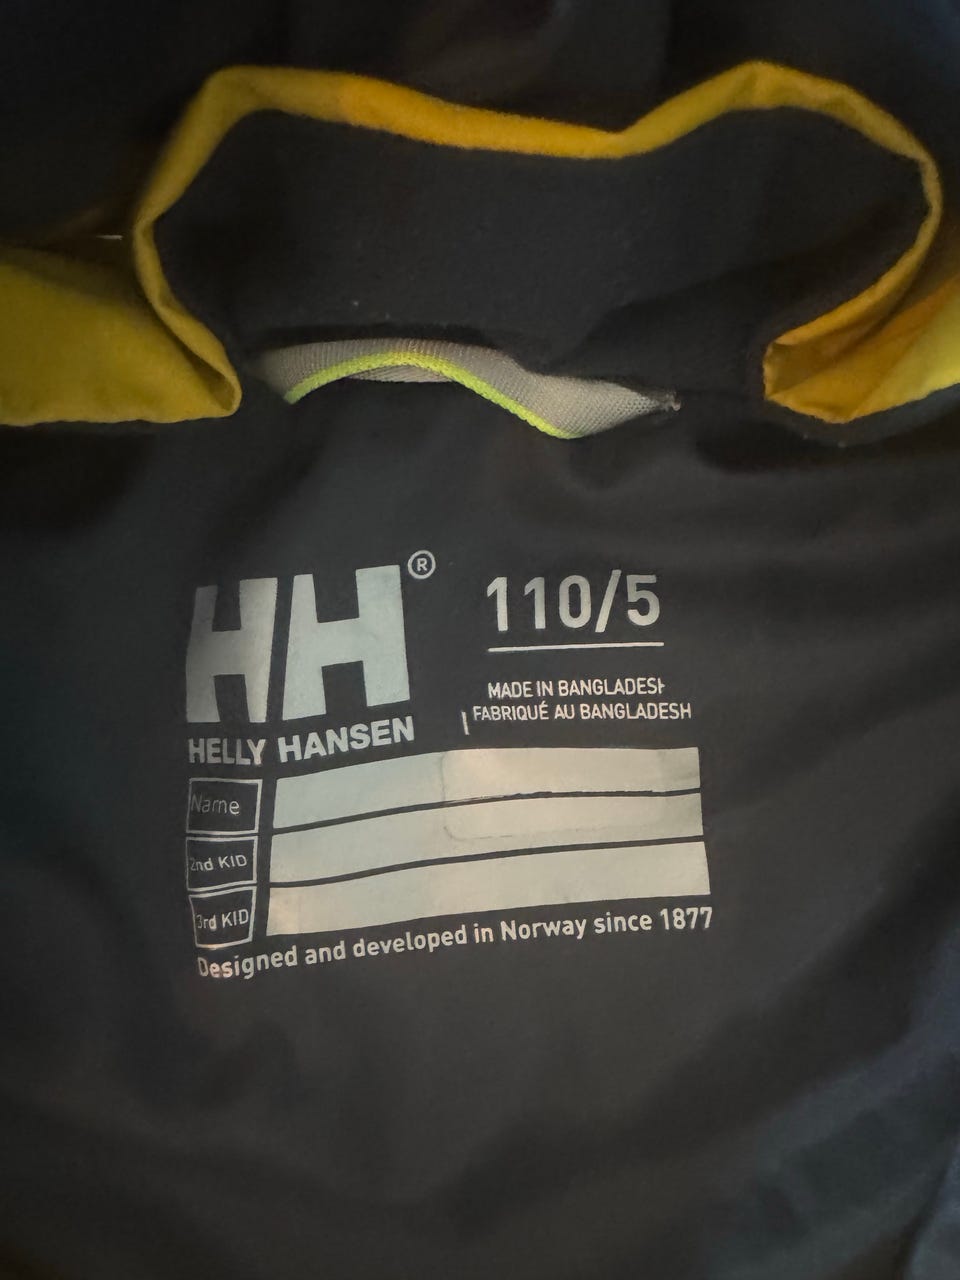 HH®
HELLY HANSEN
110/5
MADE IN BANGLADESH
FABRIQUÉ AU BANGLADESH
Name
2nd KID
3rd KID
Designed and developed in Norway since 1877